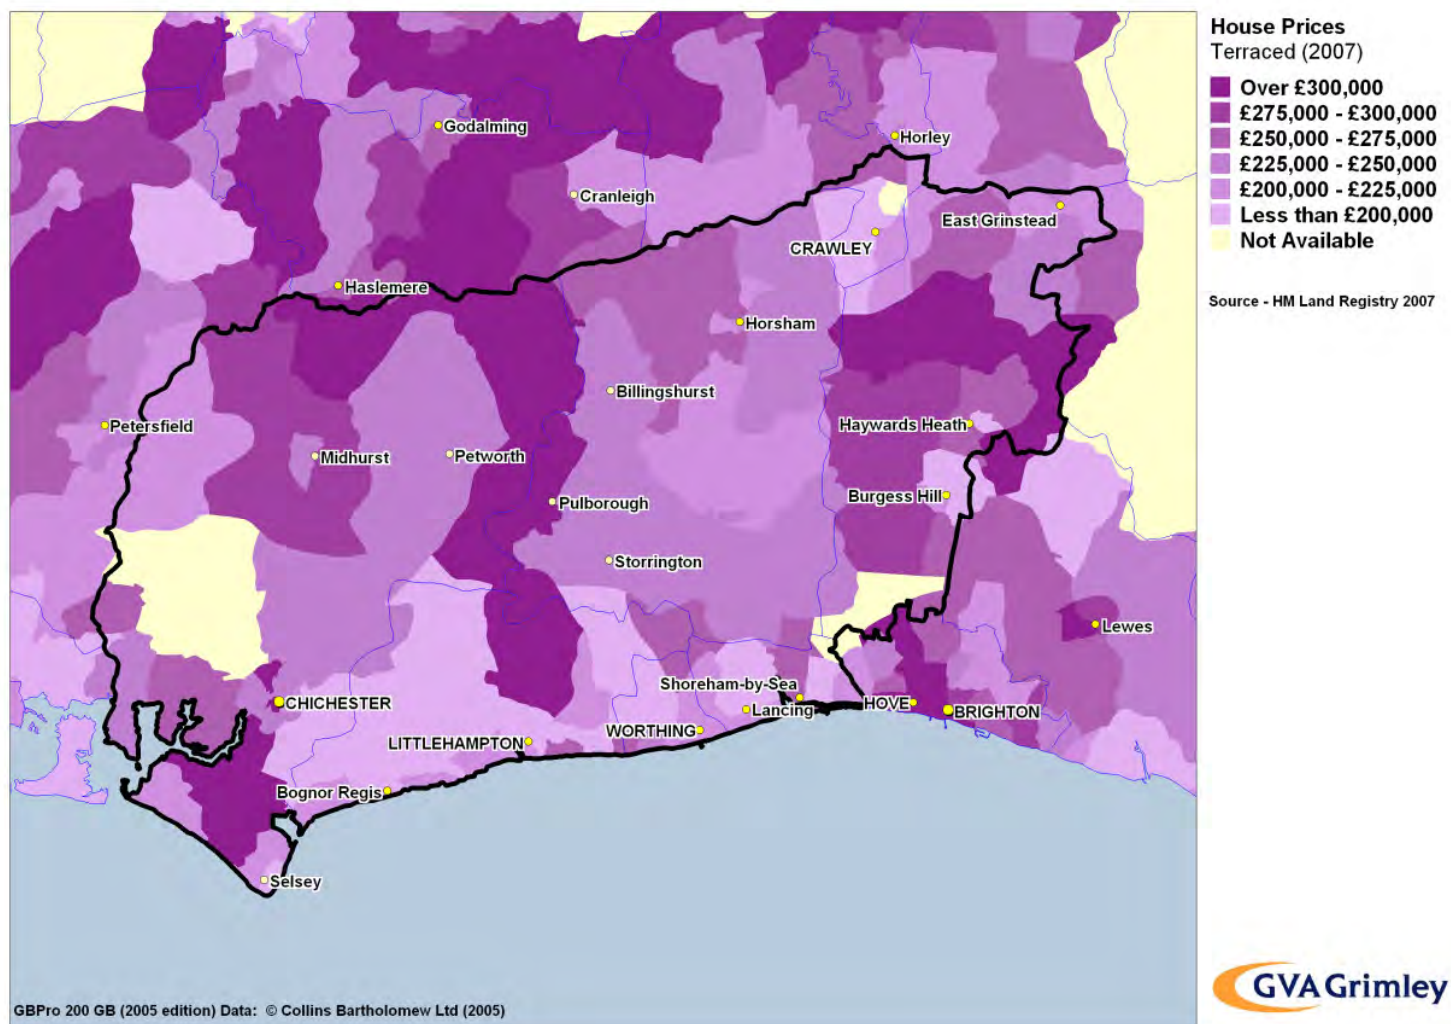 House Prices
Terraced (2007)
Over £300,000
£275,000 - £300,000
£250,000 - £275,000
£225,000 - £250,000
£200,000 - £225,000
Less than £200,000
Not Available
Source - HM Land Registry 2007
Godalming
Horley
Cranleigh
East Grinstead
CRAWLEY
Haslemere
Horsham
Billingshurst
Petersfield
Haywards Heath
Midhurst
Petworth
Pulborough
Burgess Hill
Storrington
Lewes
Shoreham-by-Sea
CHICHESTER
Lancing
HOVE
BRIGHTON
WORTHING
LITTLEHAMPTON
Bognor Regis
Selsey
GVA Grimley
GBPro 200 GB (2005 edition) Data: © Collins Bartholomew Ltd (2005)